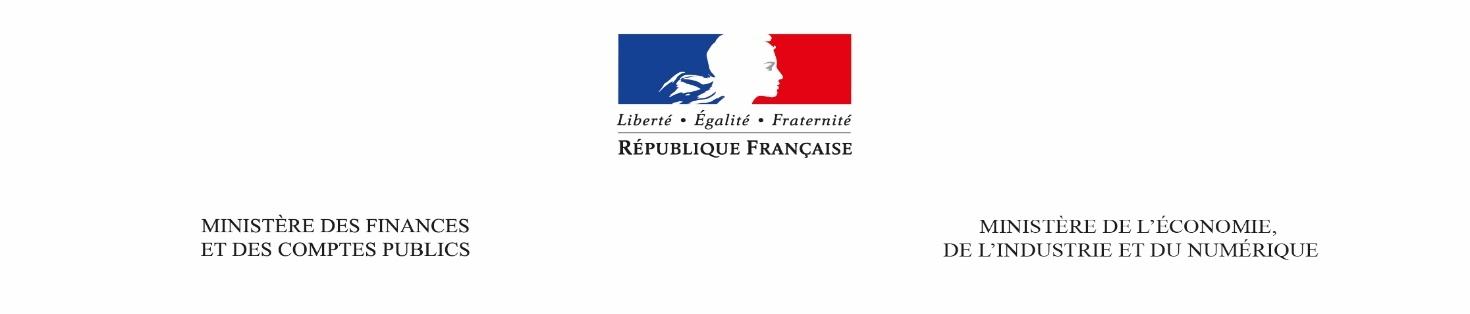 Liberté • Égalité • Fraternité
RÉPUBLIQUE FRANÇAISE
MINISTÈRE DES FINANCES
ET DES COMPTES PUBLICS
MINISTÈRE DE L’ÉCONOMIE,
DE L’INDUSTRIE ET DU NUMÉRIQUE